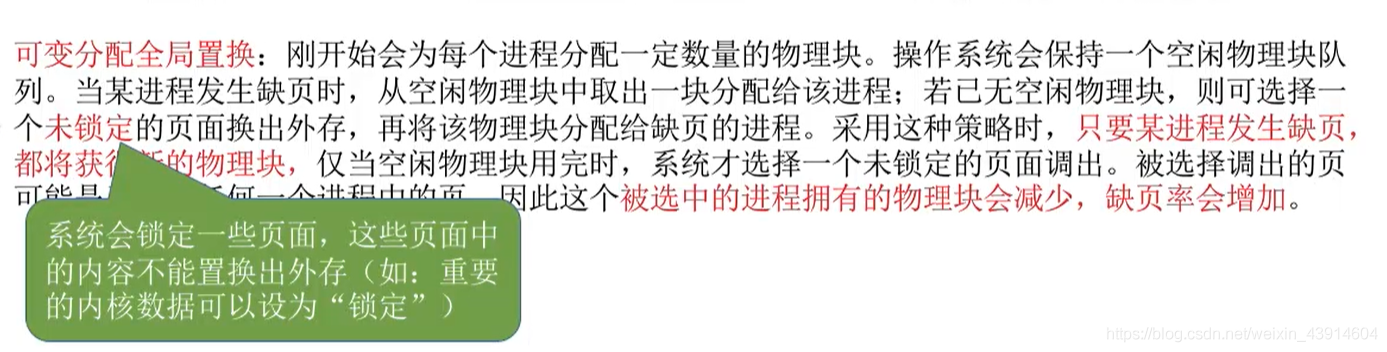 可变分配全局置换：刚开始会为每个进程分配一定数量的物理块。操作系统会保持一个空闲物理块队
列。当某进程发生缺页时，从空闲物理块中取出一块分配给该进程；若已无空闲物理块，则可选择一
个未锁定的页面换出外存，再将该物理块分配给缺页的进程。采用这种策略时，只要某进程发生缺页，
都将获得新的物理块，仅当空闲物理块用完时，系统才选择一个未锁定的页面调出。被选择调出的页
可能是任何一个进程中的页，因此这个被选中的进程拥有的物理块会减少，缺页率会增加。
系统会锁定一些页面，这些页面中
的内容不能置换出外存（如：重要
的内核数据可以设为“锁定”）
https://blog.csdn.net/weixin_43914604